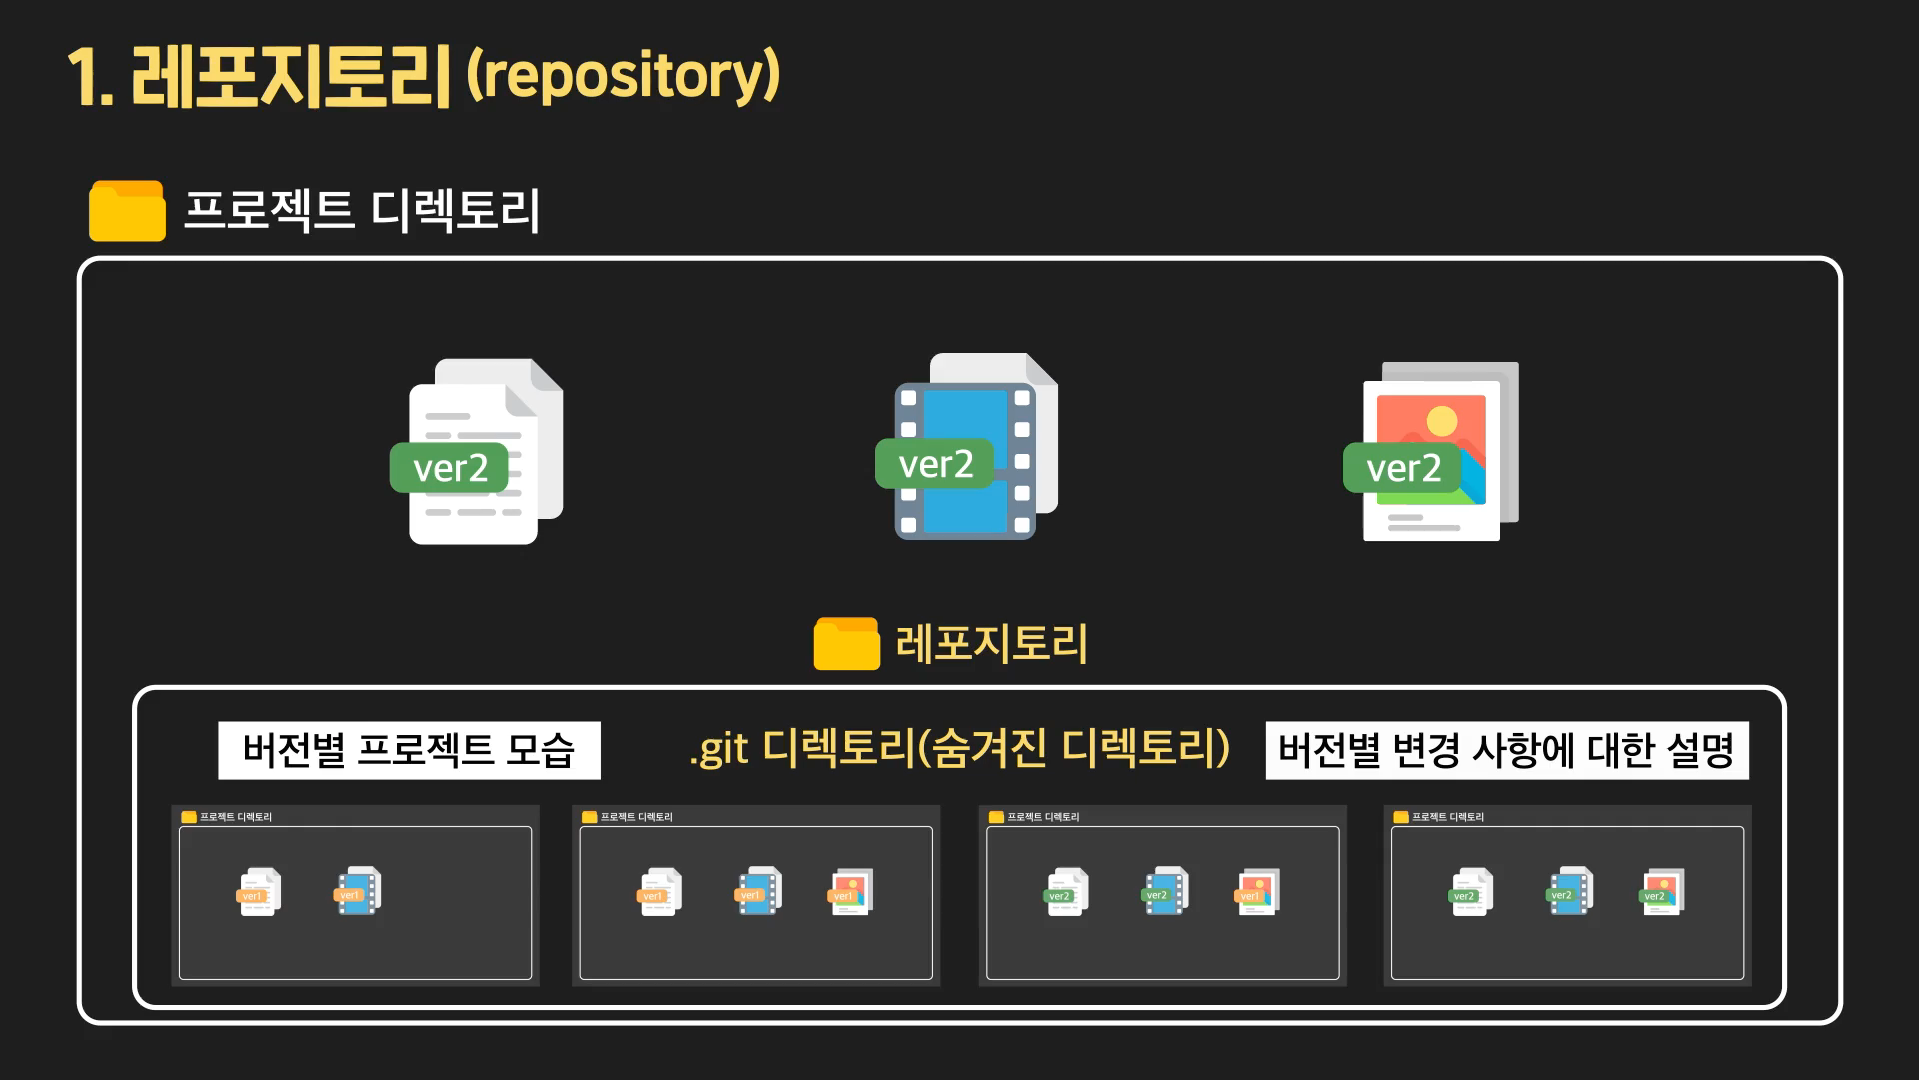 1. 레포지토리 (repository)
프로젝트 디렉토리
ver2
ver2
ver2
레포지토리
버전별 프로젝트 모습
.git 디렉토리(숨겨진 디렉토리)
버전별 변경 사항에 대한 설명
프로젝트 디렉토리
ver1
ver1
프로젝트 디렉토리
ver1
ver1
ver1
프로젝트 디렉토리
ver2
ver2
ver1
프로젝트 디렉토리
ver2
ver2
ver2